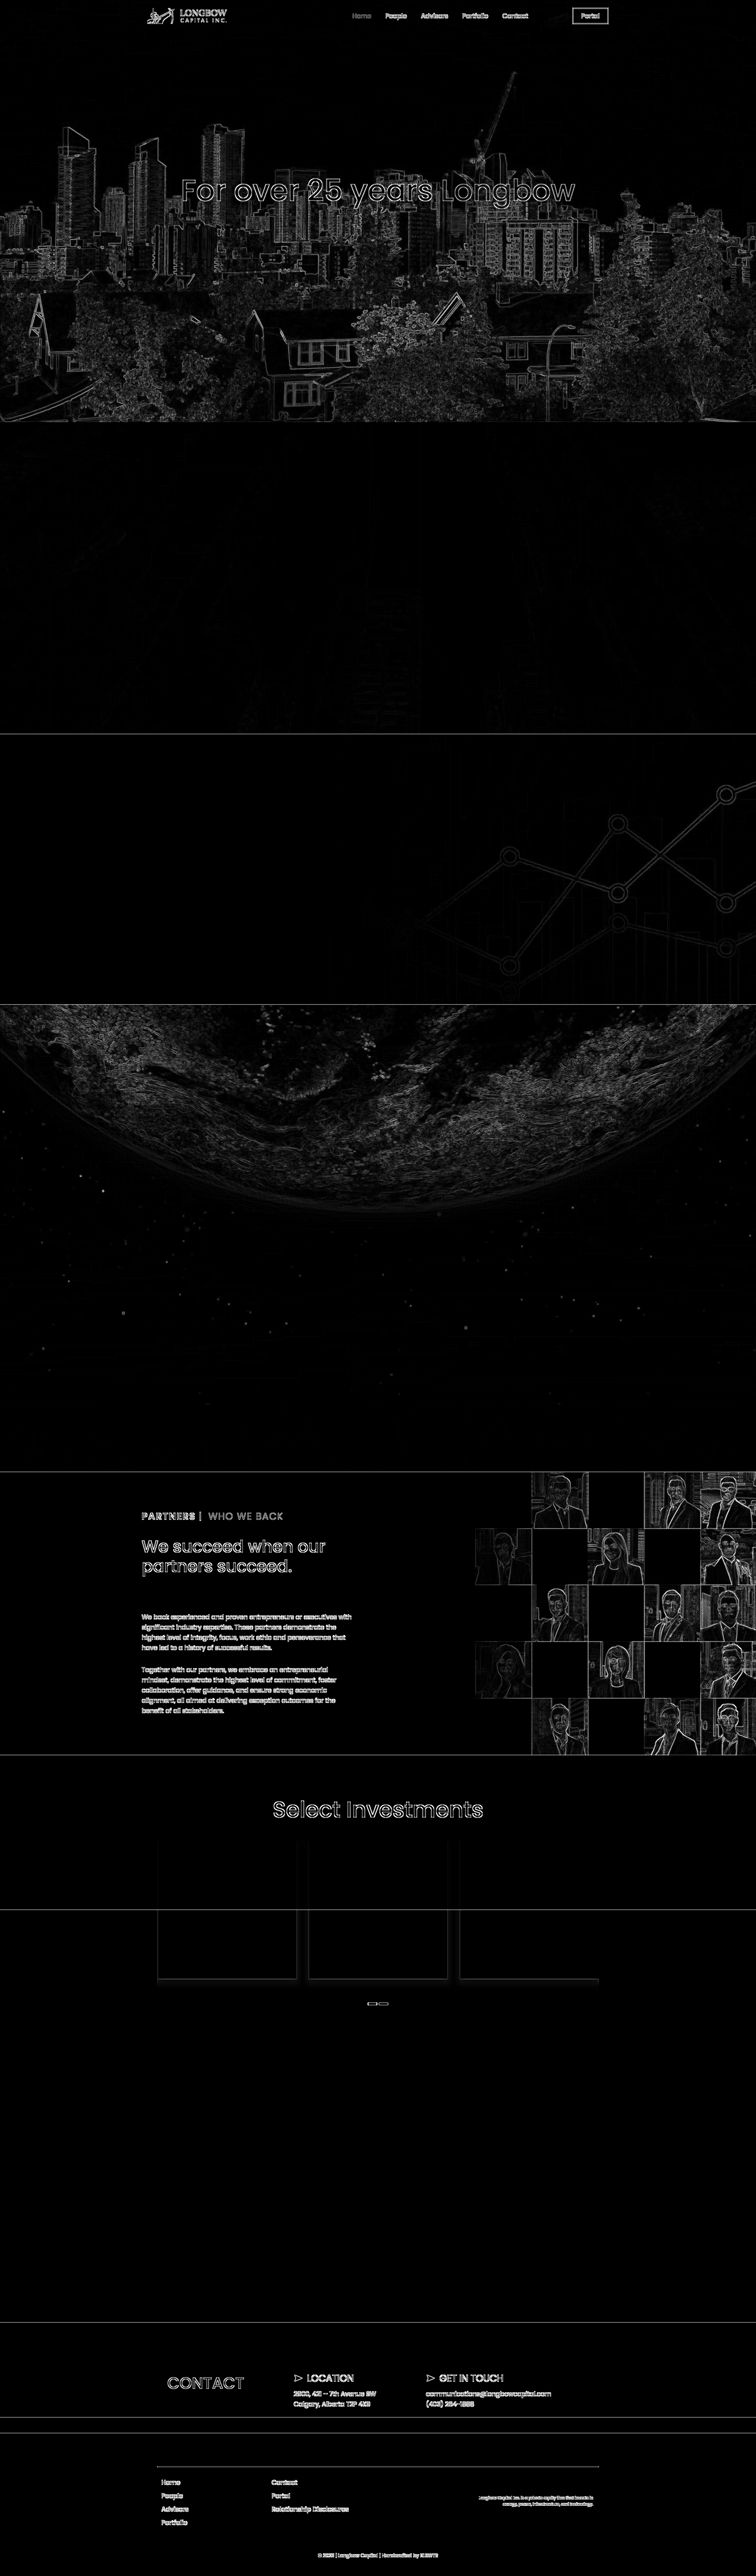 LONGBOW
CAPITAL INC.
Home People Advisors Portfolio Contact Portal
For over 25 years Longbow
PARTNERS | WHO WE BACK
We succeed when our
partners succeed.
We back experienced and proven entrepreneurs or executives with
significant industry expertise. These partners demonstrate the
highest level of integrity, focus, work ethic and perseverance that
have led to a history of successful results.
Together with our partners, we embrace an entrepreneurial
mindset, demonstrate the highest level of commitment, foster
collaboration, offer guidance, and ensure strong economic
alignment, all aimed at delivering exception outcomes for the
benefit of all stakeholders.
Select Investments
CONTACT
LOCATION
421 – 7th Avenue SW
Calgary, Alberta T2P 4K9
GET IN TOUCH
communications@longbowcapital.com
(403)
Home
People
Advisors
Portfolio
Contact
Portal
Relationship Disclosures
Longbow Capital Inc. is a private equity firm that invests in
energy, power, infrastructure, and technology.
| Longbow Capital | Handcrafted by